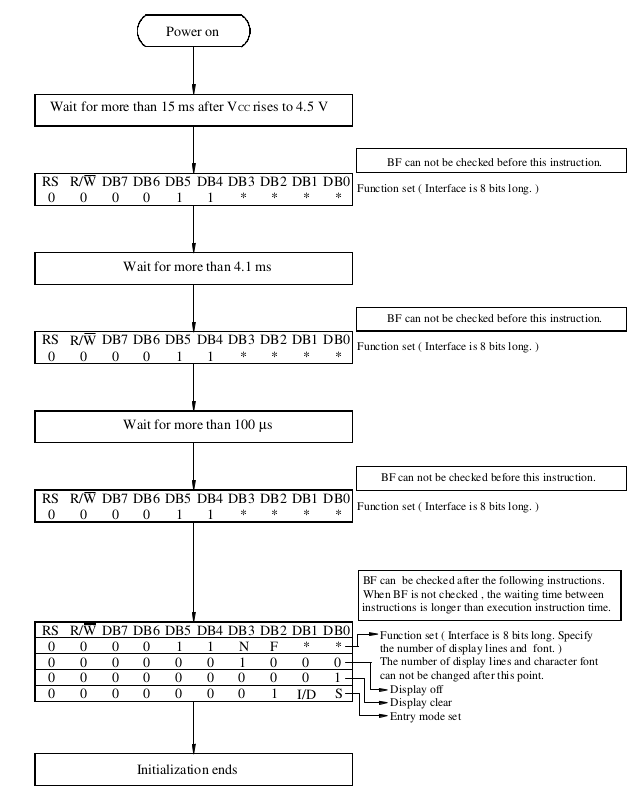 Power on
Wait for more than 15 ms after VCC rises to 4.5 V
BF can not be checked before this instruction.
RS R/W̅ DB7 DB6 DB5 DB4 DB3 DB2 DB1 DB0
0 0 0 0 1 1 * * * *
Function set ( Interface is 8 bits long. )
Wait for more than 4.1 ms
BF can not be checked before this instruction.
RS R/W̅ DB7 DB6 DB5 DB4 DB3 DB2 DB1 DB0
0 0 0 0 1 1 * * * *
Function set ( Interface is 8 bits long. )
Wait for more than 100 µs
BF can not be checked before this instruction.
RS R/W̅ DB7 DB6 DB5 DB4 DB3 DB2 DB1 DB0
0 0 0 0 1 1 * * * *
Function set ( Interface is 8 bits long. )
BF can be checked after the following instructions.
When BF is not checked , the waiting time between
instructions is longer than execution instruction time.
RS R/W̅ DB7 DB6 DB5 DB4 DB3 DB2 DB1 DB0
0 0 0 0 1 1 N F * *
0 0 0 0 0 0 1 0 0 0
0 0 0 0 0 0 0 0 0 1
0 0 0 0 0 0 0 1 I/D S
Function set ( Interface is 8 bits long. Specify
the number of display lines and font. )
The number of display lines and character font
can not be changed after this point.
Display off
Display clear
Entry mode set
Initialization ends